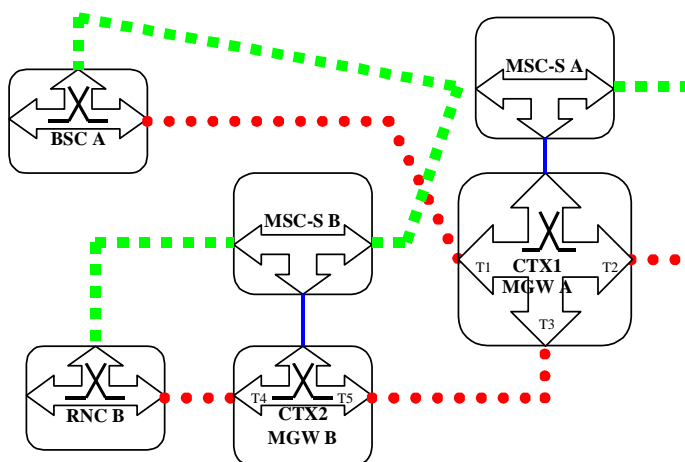 MSC-S A
BSC A
MSC-S B
T1
CTX1
T2
MGW A
T3
RNC B
T4
CTX2
T5
MGW B